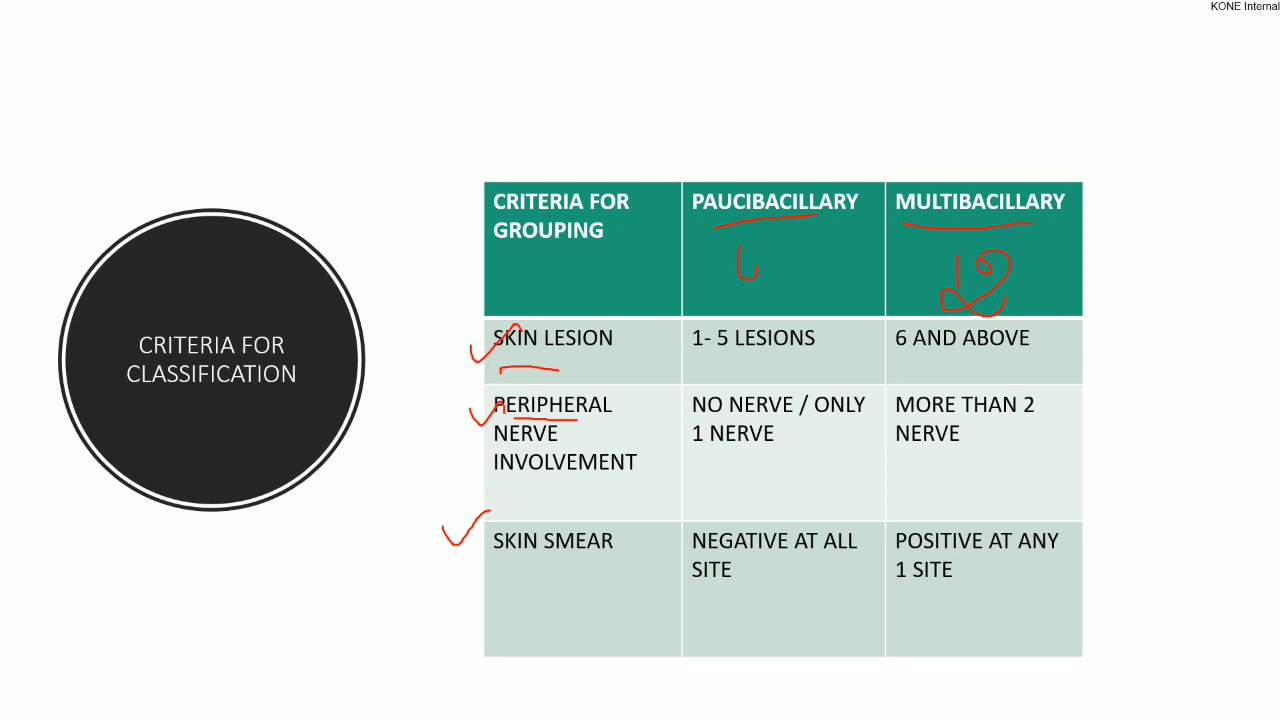 KONE Internal
CRITERIA FOR
CLASSIFICATION
CRITERIA FOR GROUPING
PAUCIBACILLARY
MULTIBACILLARY
12
SKIN LESION
1- 5 LESIONS
6 AND ABOVE
PERIPHERAL
NERVE
INVOLVEMENT
NO NERVE / ONLY
1 NERVE
MORE THAN 2
NERVE
SKIN SMEAR
NEGATIVE AT ALL
SITE
POSITIVE AT ANY
1 SITE